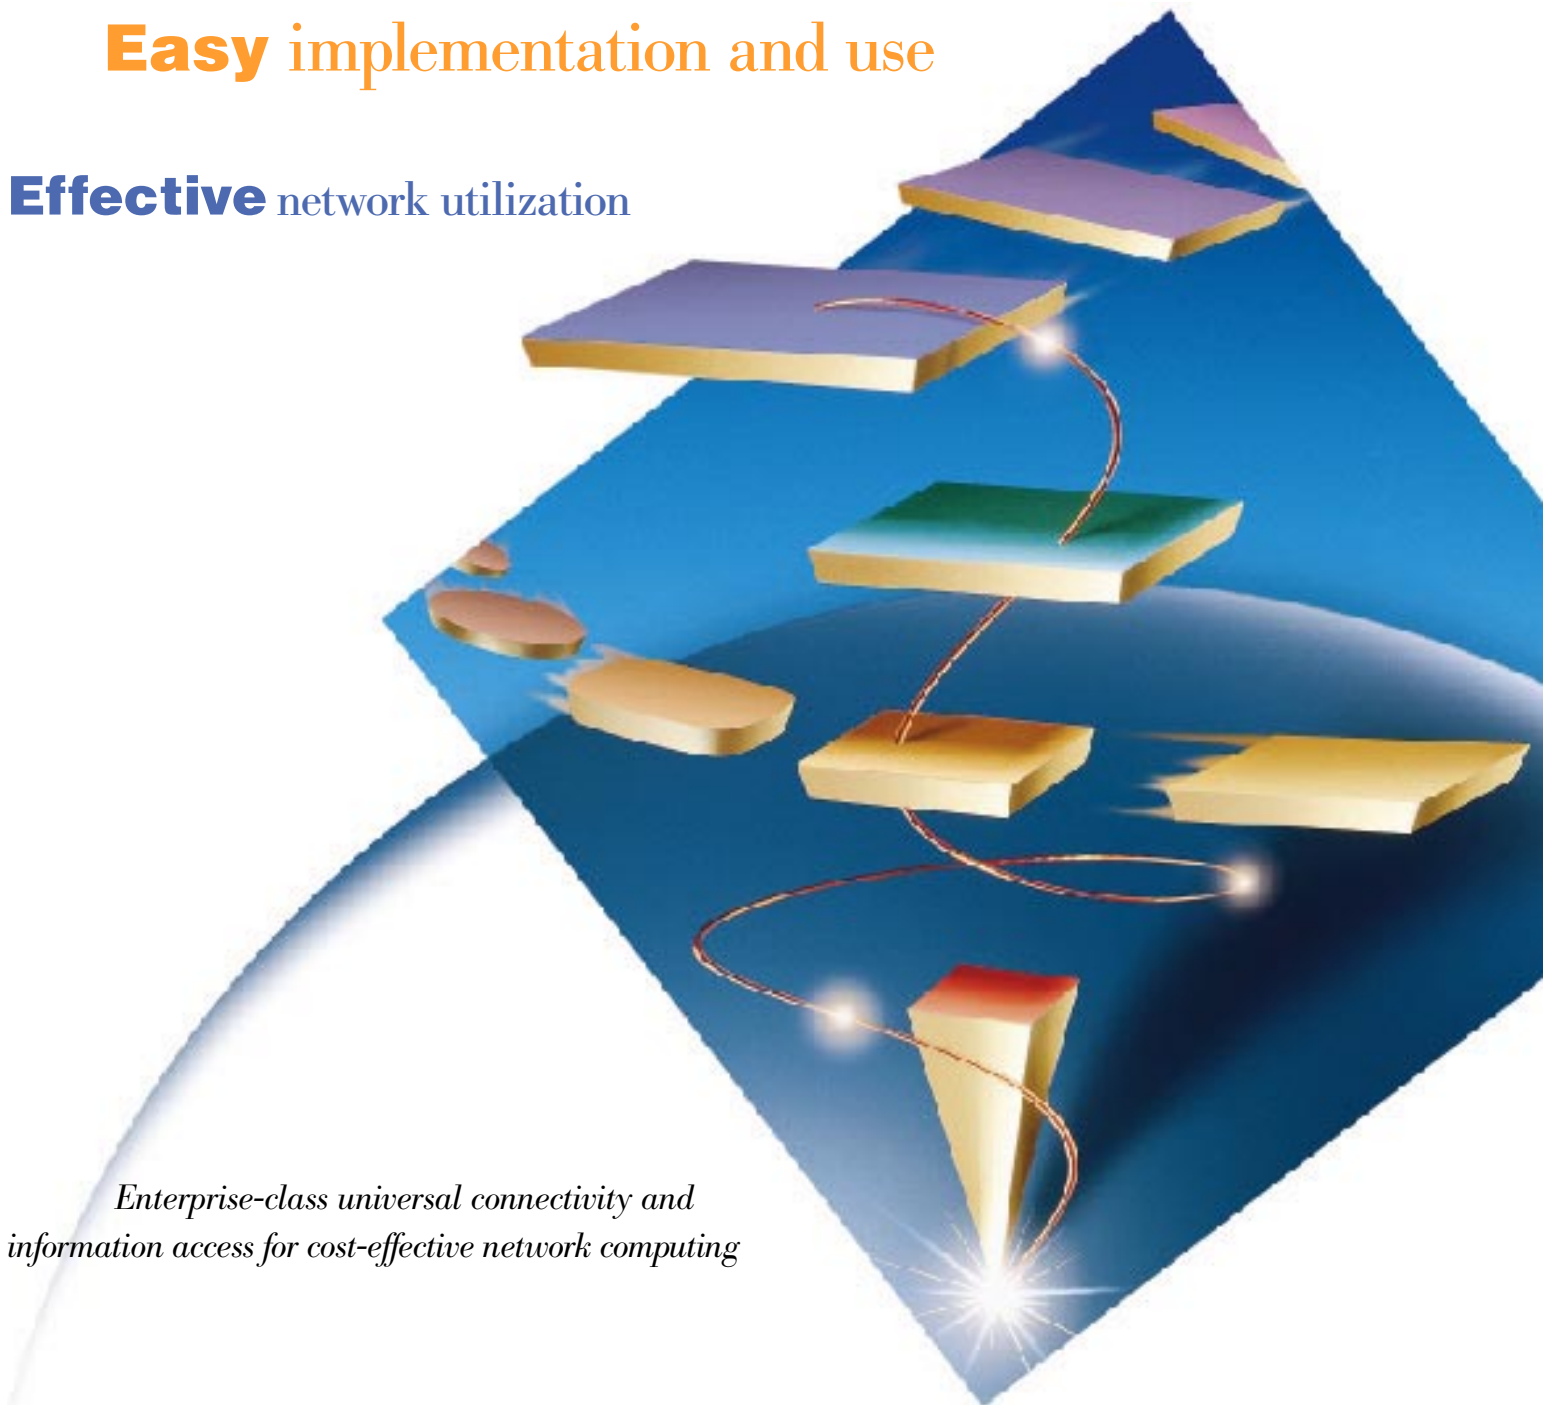 Easy implementation and use
Effective network utilization
Enterprise-class universal connectivity and
information access for cost-effective network computing